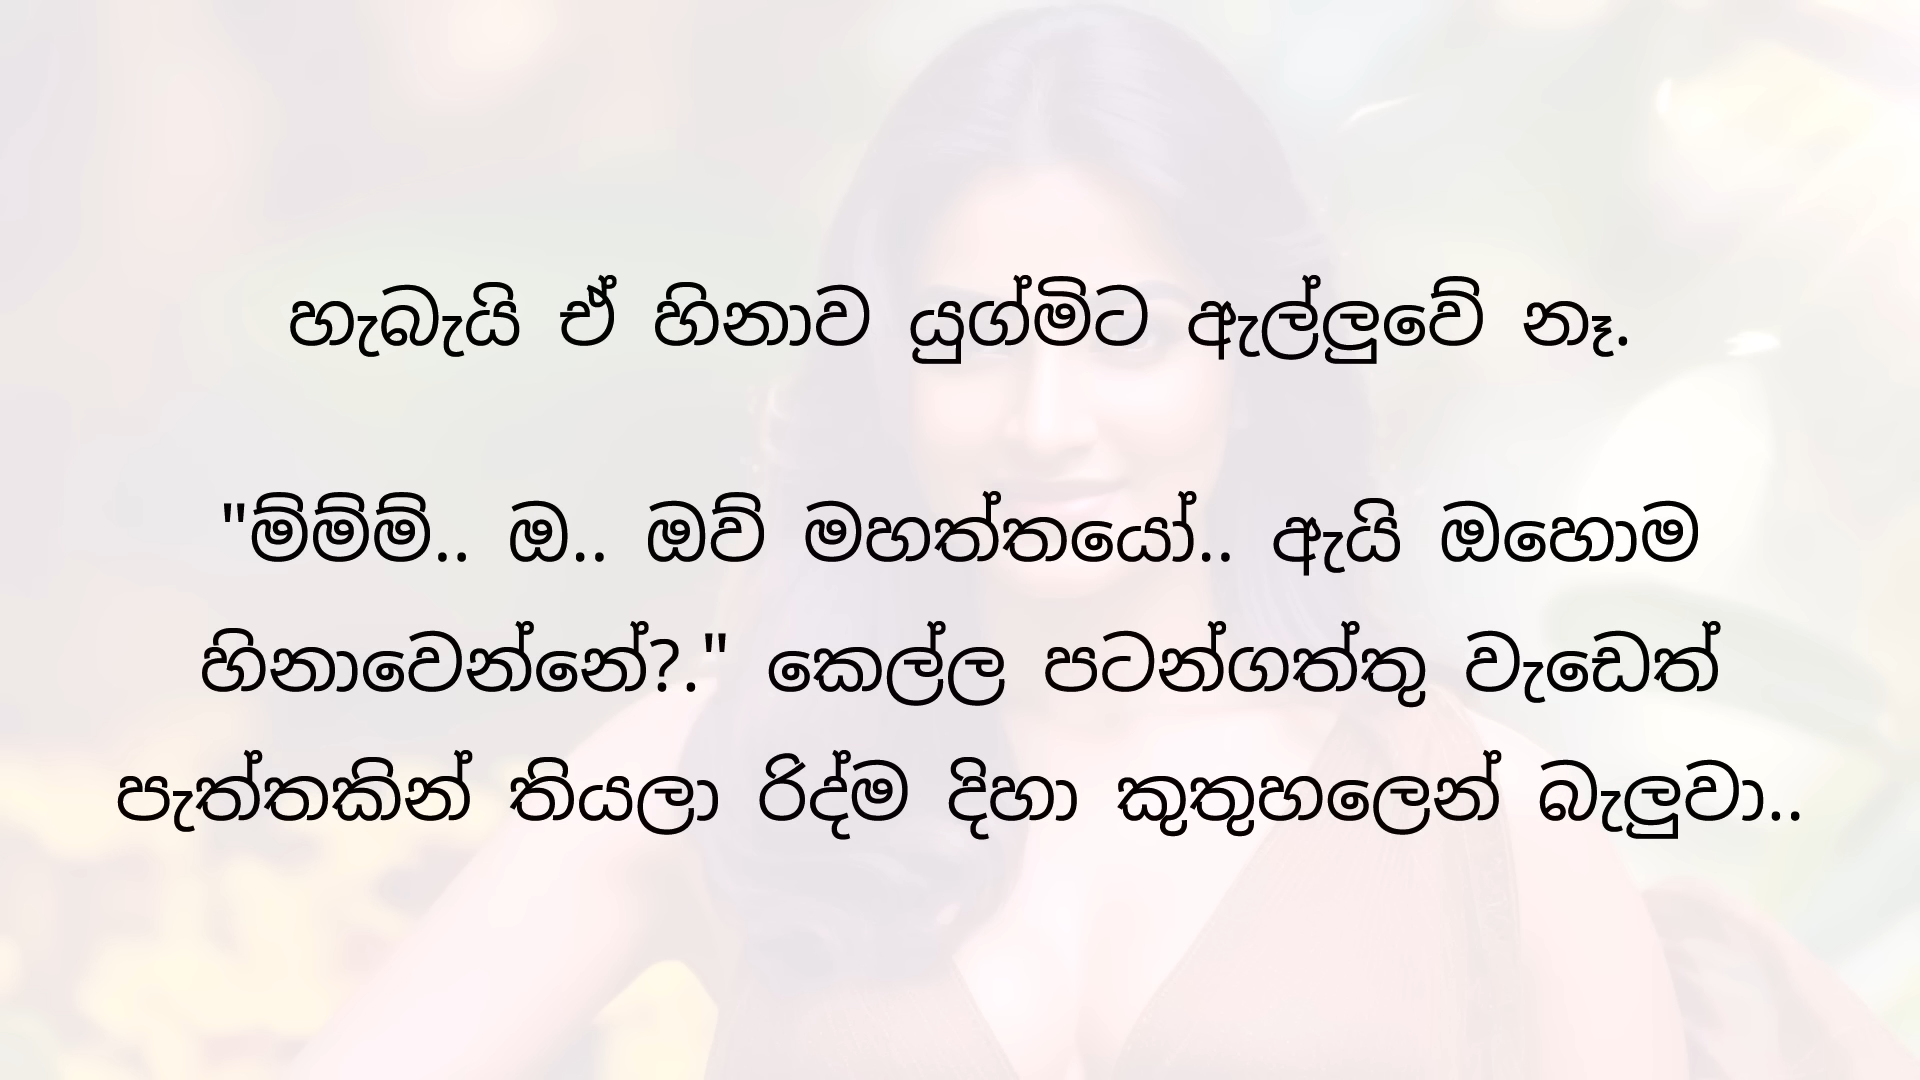 හැබැයි ඒ හිනාව යුග්මිට ඇල්ලුවේ නෑ.
"ම්ම්ම්.. ඔ.. ඔව් මහත්තයෝ.. ඇයි ඔහොම
හිනාවෙන්නේ?." කෙල්ල පටන්ගත්තු වැඩෙත්
පැත්තකින් තියලා රිද්ම දිහා කුතුහලෙන් බැලුවා..